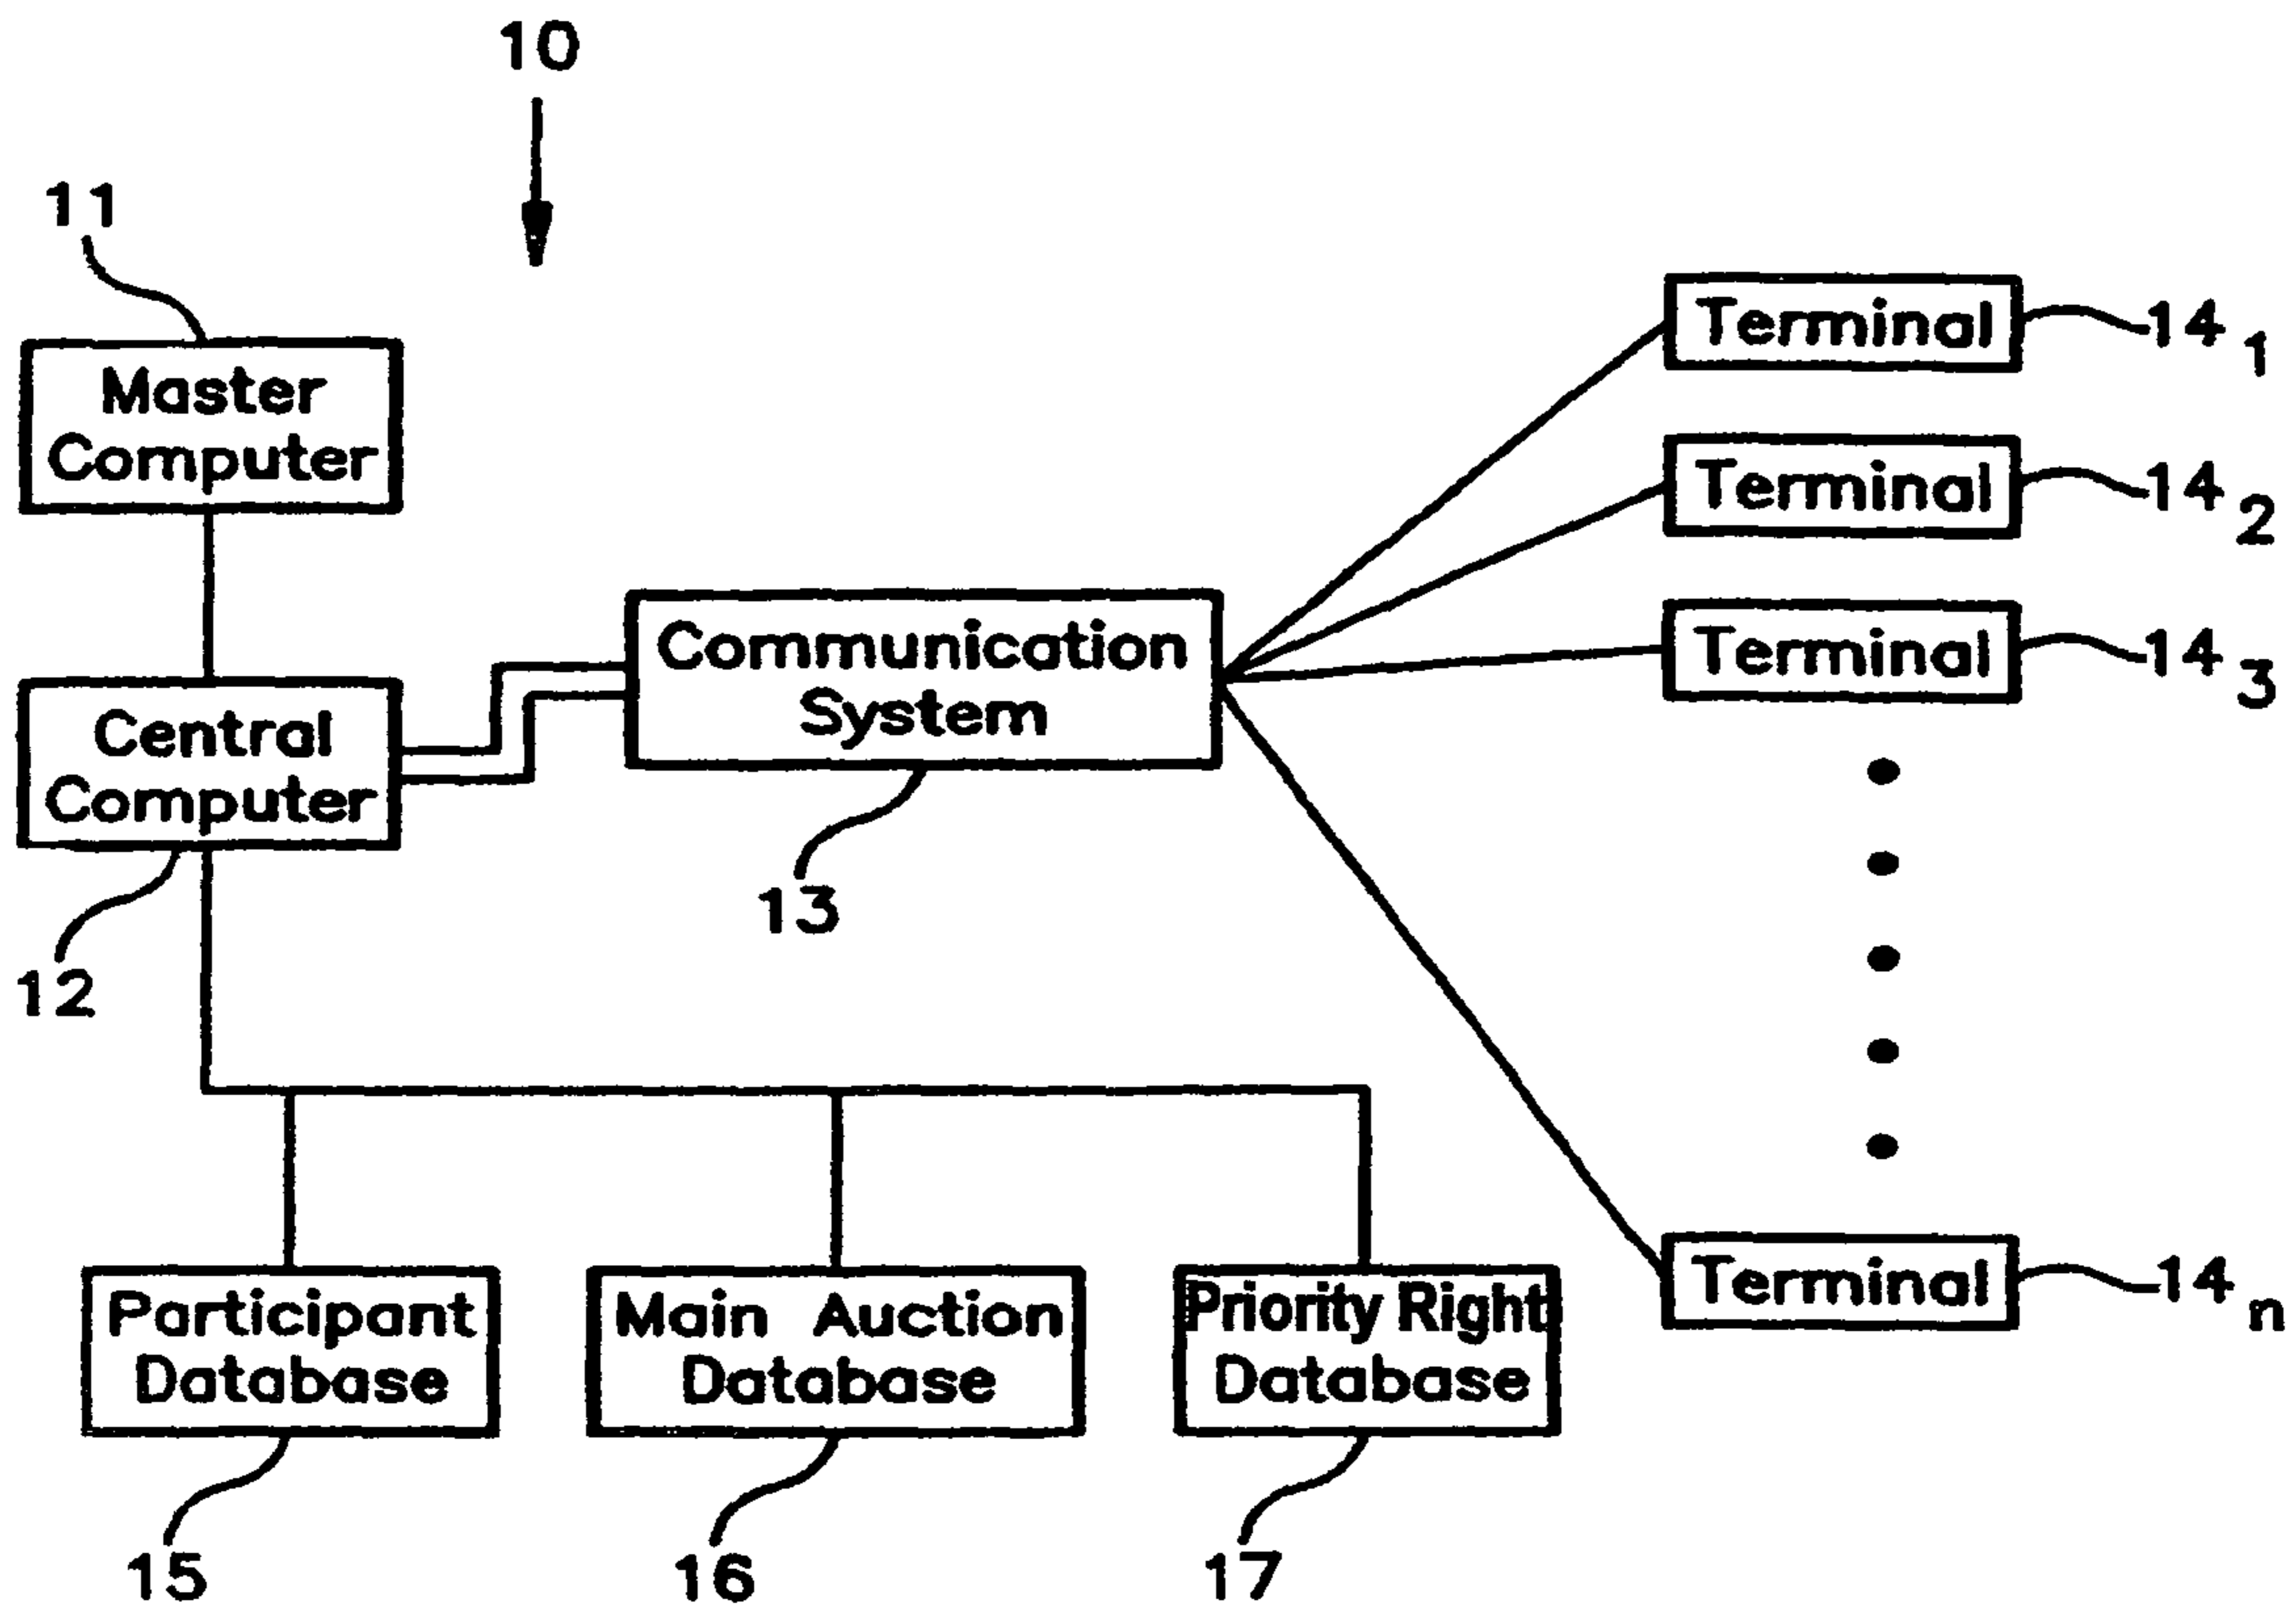 10
11
Master
Computer
Terminal 14 1
Terminal 14 2
Terminal 14 3
Communication
System
Central
Computer
13
12
Terminal 14 n
Participant
Database
Main Auction
Database
Priority Right
Database
15
16
17